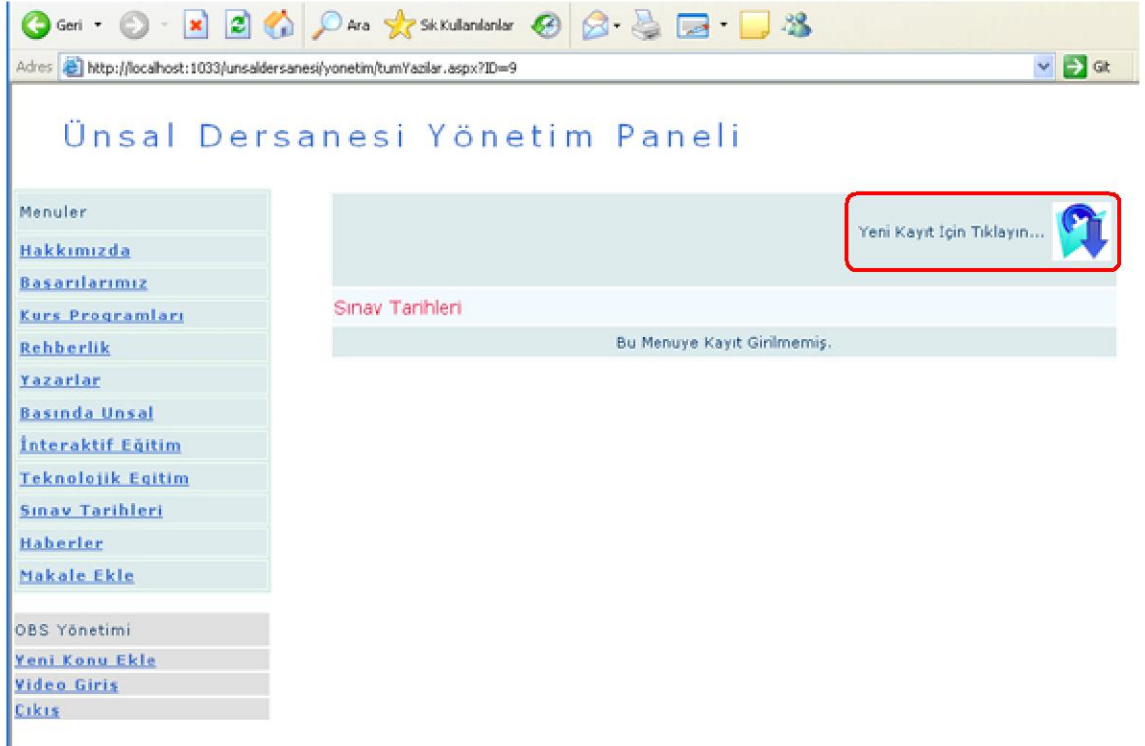 Geri Ara Sık Kullanılanlar
Adres http://localhost:1033/unsaldersanesi/yonetim/tumYazilar.aspx?ID=9 Git
Ünsal Dersanesi Yönetim Paneli
Menuler
Hakkımızda
Basarılarımız
Kurs Programları
Rehberlik
Yazarlar
Basında Unsal
İnteraktif Eğitim
Teknolojik Egitim
Sınav Tarihleri
Haberler
Makale Ekle
OBS Yönetimi
Yeni Konu Ekle
Video Giriş
Çıkış
Yeni Kayıt İçin Tıklayın...
Sınav Tarihleri
Bu Menuye Kayıt Girilmemiş.